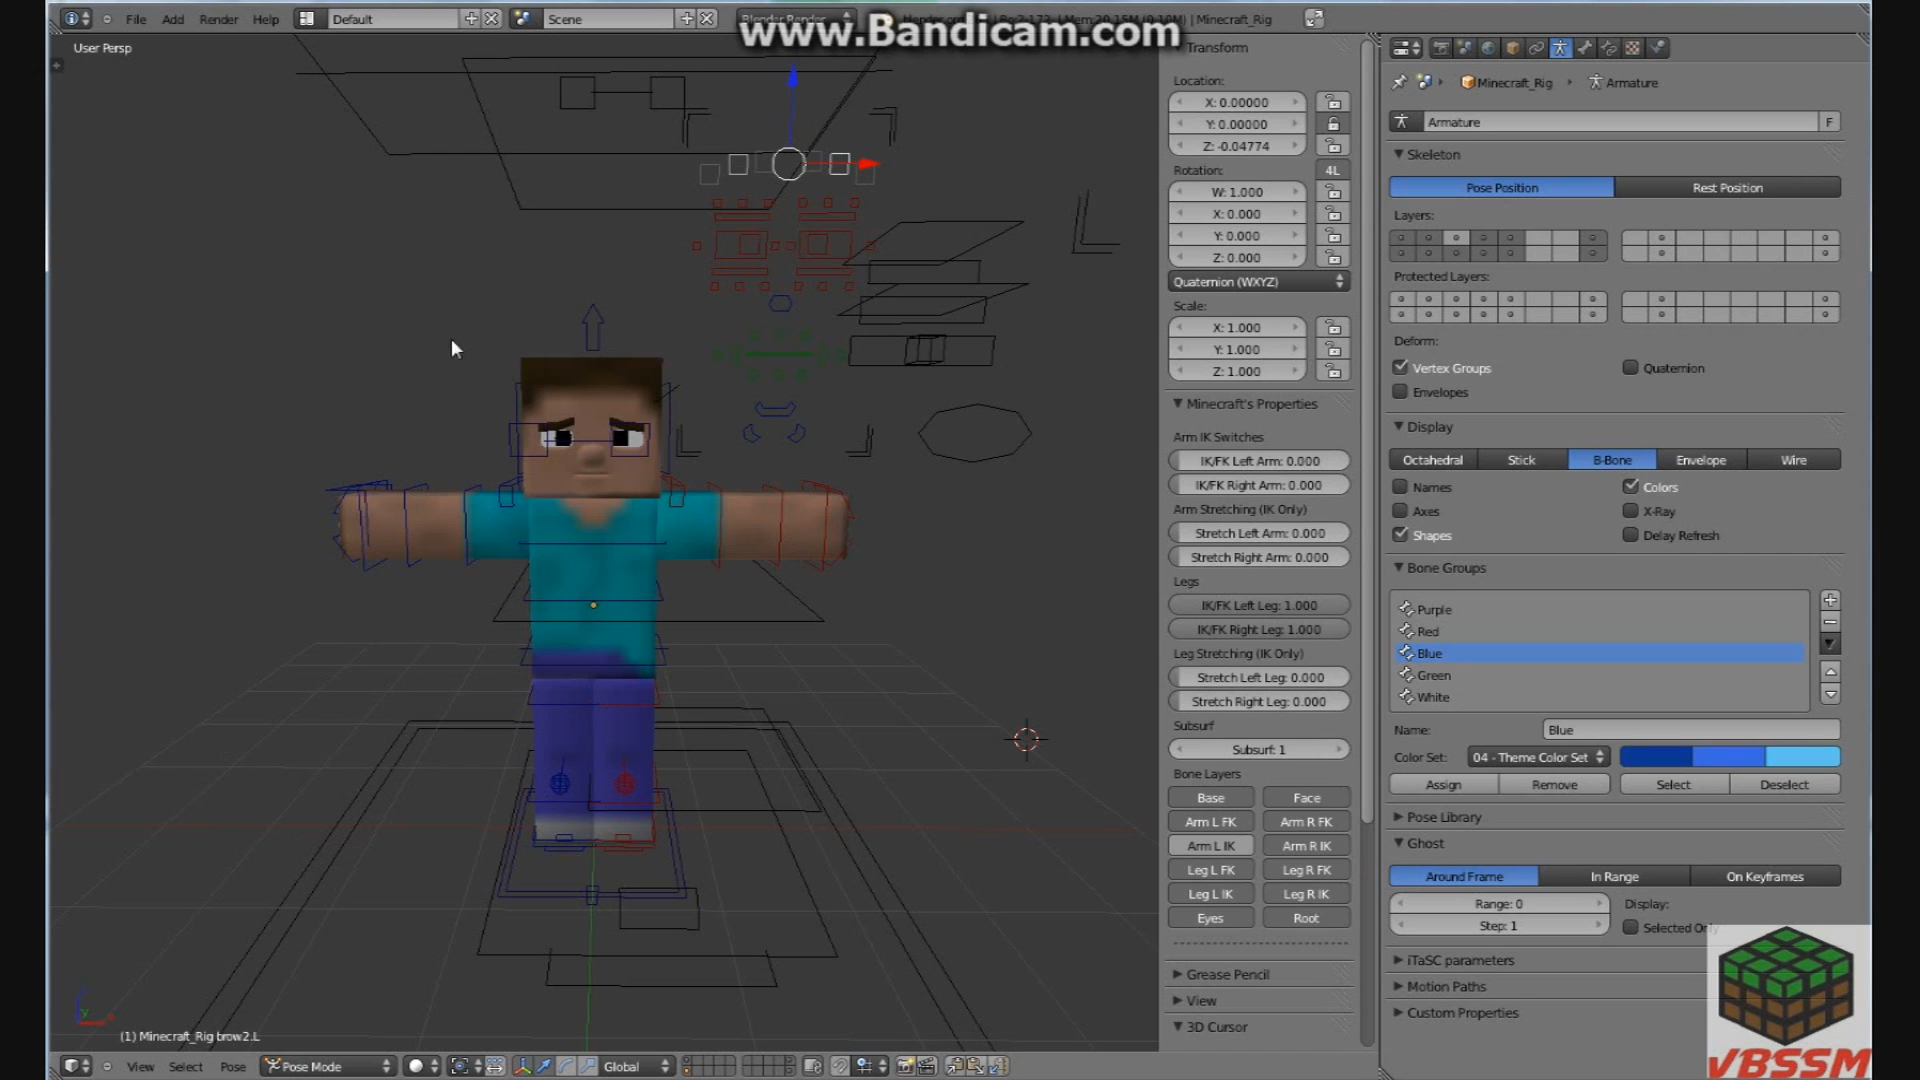 File Add Render Help Default Scene Blender Render Mem:20.15M (0.10M) | Minecraft_Rig
www.Bandicam.com
User Persp
Transform
Location:
X: 0.00000
Y: 0.00000
Z: -0.04774
Rotation: 4L
W: 1.000
X: 0.000
Y: 0.000
Z: 0.000
Quaternion (WXYZ)
Scale:
X: 1.000
Y: 1.000
Z: 1.000
Minecraft's Properties
Arm IK Switches
IK/FK Left Arm: 0.000
IK/FK Right Arm: 0.000
Arm Stretching (IK Only)
Stretch Left Arm: 0.000
Stretch Right Arm: 0.000
Legs
IK/FK Left Leg: 1.000
IK/FK Right Leg: 1.000
Leg Stretching (IK Only)
Stretch Left Leg: 0.000
Stretch Right Leg: 0.000
Subsurf
Subsurf: 1
Bone Layers
Base Face
Arm L FK Arm R FK
Arm L IK Arm R IK
Leg L FK Leg R FK
Leg L IK Leg R IK
Eyes Root
Grease Pencil
View
3D Cursor
Minecraft_Rig Armature
Armature F
Skeleton
Pose Position Rest Position
Layers:
Protected Layers:
Deform:
Vertex Groups Quaternion
Envelopes
Display
Octahedral Stick B-Bone Envelope Wire
Names Colors
Axes X-Ray
Shapes Delay Refresh
Bone Groups
Purple
Red
Blue
Green
White
Name: Blue
Color Set: 04 - Theme Color Set
Assign Remove Select Deselect
Pose Library
Ghost
Around Frame In Range On Keyframes
Range: 0 Display:
Step: 1 Selected Only
iTaSC parameters
Motion Paths
Custom Properties
VBSSM
(1) Minecraft_Rig brow2.L
View Select Pose Pose Mode Global